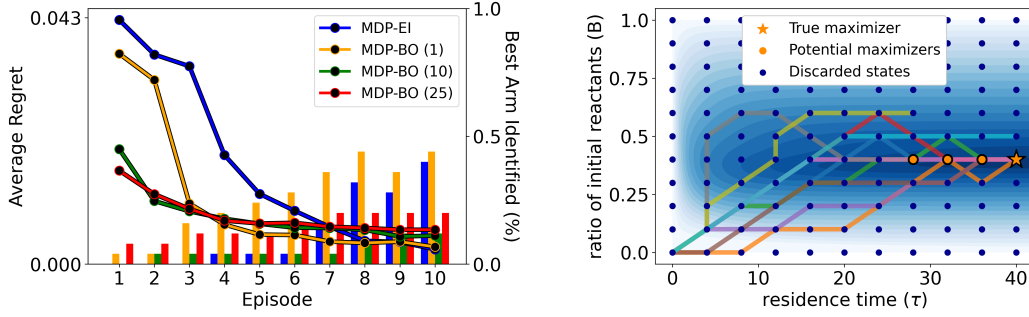 0.043
0.000
Average Regret
1 2 3 4 5 6 7 8 9 10
Episode
1.0
0.5
0.0
Best Arm Identified (%)
MDP-EI
MDP-BO (1)
MDP-BO (10)
MDP-BO (25)
1.00
0.75
0.50
0.25
0.00
ratio of initial reactants (B)
0 10 20 30 40
residence time (τ)
True maximizer
Potential maximizers
Discarded states